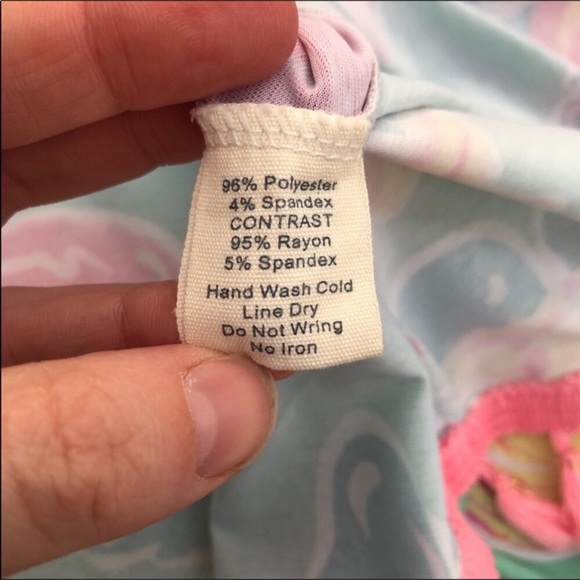 96% Polyester
4% Spandex
CONTRAST
95% Rayon
5% Spandex
Hand Wash Cold
Line Dry
Do Not Wring
No Iron